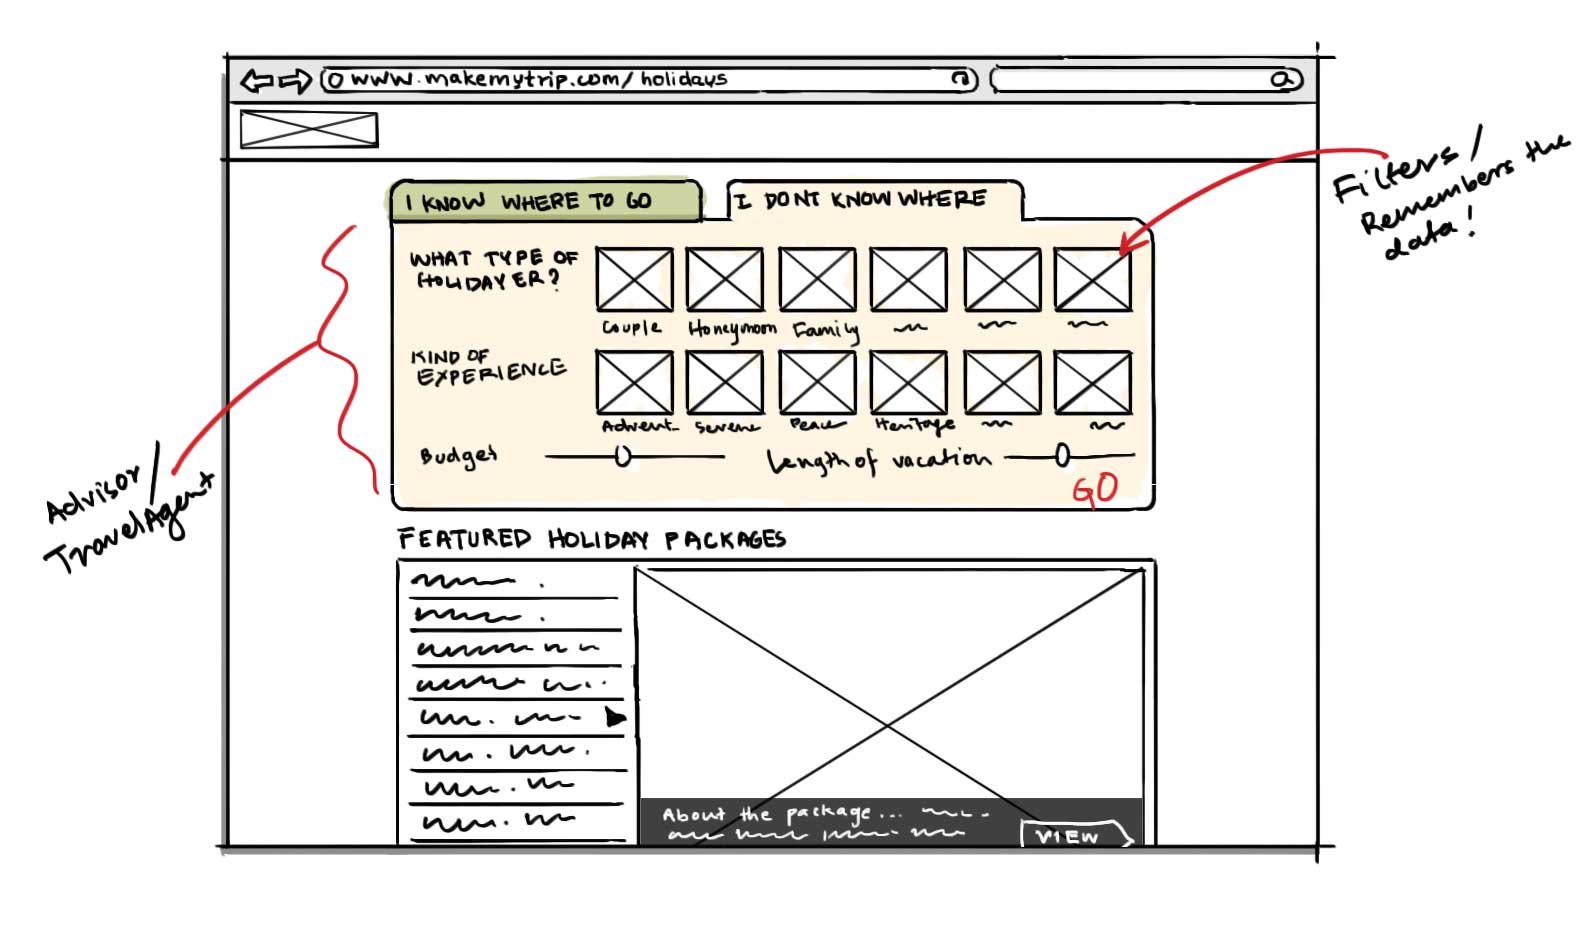 www.makemytrip.com/holidays
I KNOW WHERE TO GO
I DONT KNOW WHERE
Filters/
Remembers the
data!
WHAT TYPE OF
HOLIDAYER?
Couple
Honeymoon
Family
KIND OF
EXPERIENCE
Advent
Serene
Peace
Heritage
Budget
Length of vacation
GO
Advisor/
TravelAgent
FEATURED HOLIDAY PACKAGES
About the package...
VIEW